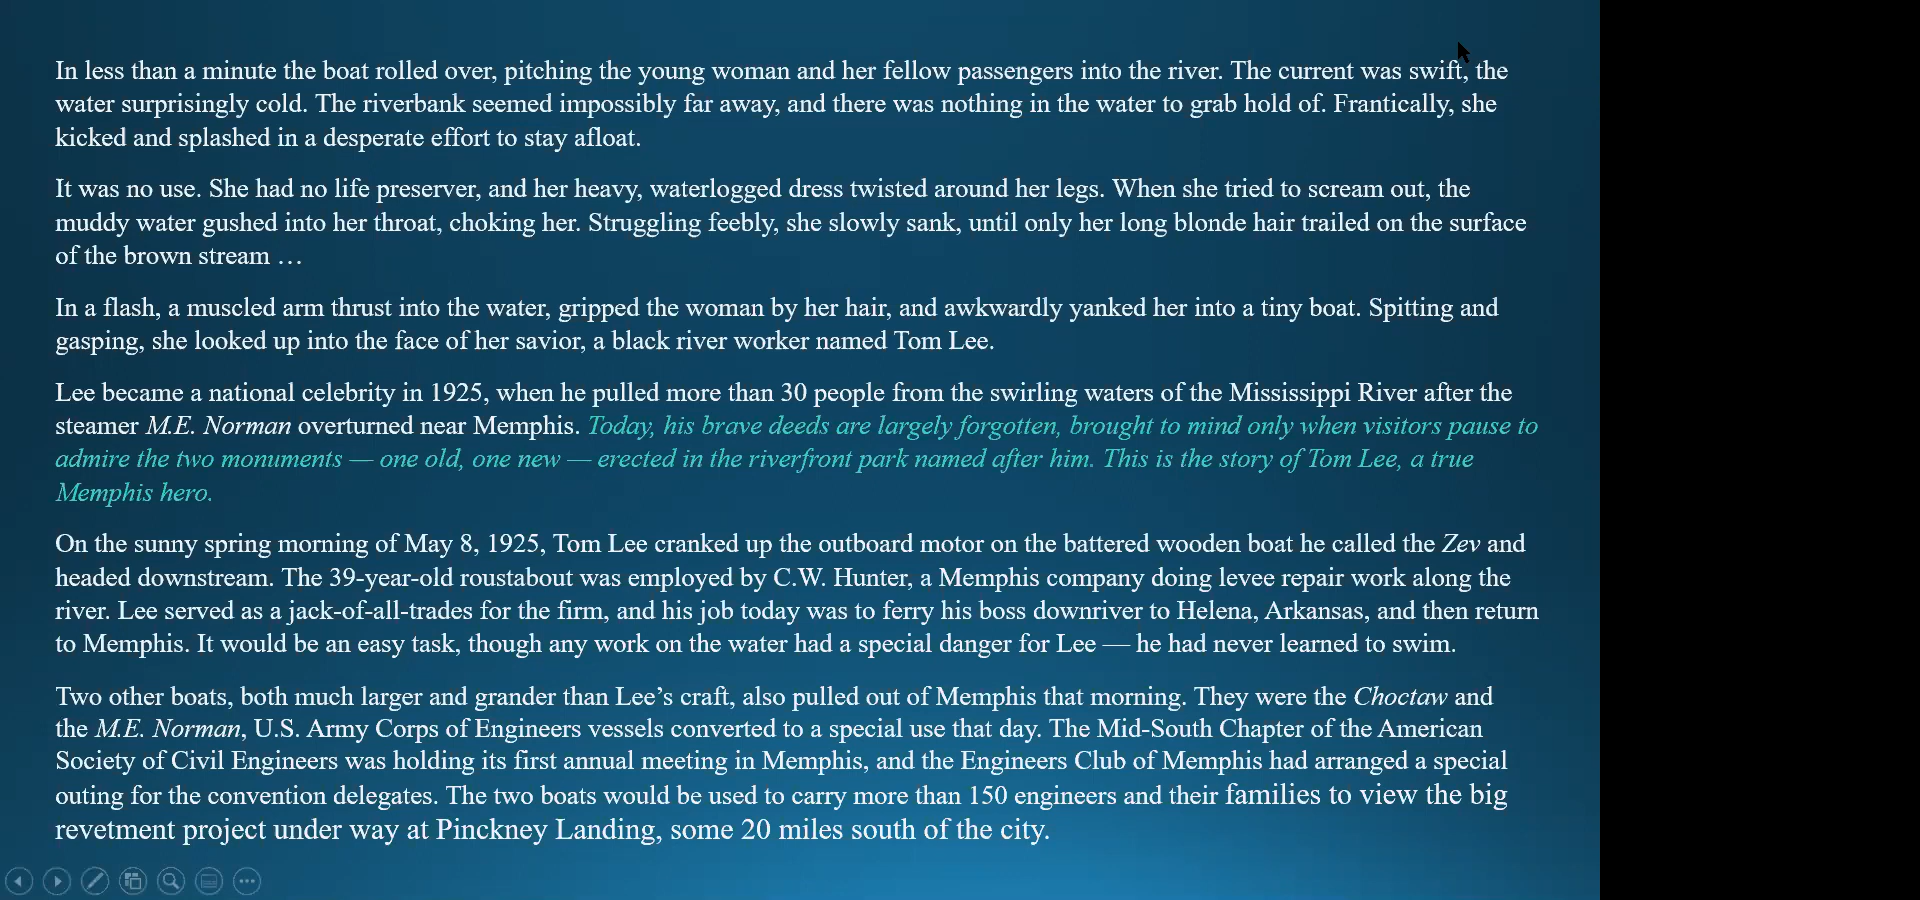 In less than a minute the boat rolled over, pitching the young woman and her fellow passengers into the river. The current was swift, the
water surprisingly cold. The riverbank seemed impossibly far away, and there was nothing in the water to grab hold of. Frantically, she
kicked and splashed in a desperate effort to stay afloat.
It was no use. She had no life preserver, and her heavy, waterlogged dress twisted around her legs. When she tried to scream out, the
muddy water gushed into her throat, choking her. Struggling feebly, she slowly sank, until only her long blonde hair trailed on the surface
of the brown stream …
In a flash, a muscled arm thrust into the water, gripped the woman by her hair, and awkwardly yanked her into a tiny boat. Spitting and
gasping, she looked up into the face of her savior, a black river worker named Tom Lee.
Lee became a national celebrity in 1925, when he pulled more than 30 people from the swirling waters of the Mississippi River after the
steamer M.E. Norman overturned near Memphis. Today, his brave deeds are largely forgotten, brought to mind only when visitors pause to
admire the two monuments — one old, one new — erected in the riverfront park named after him. This is the story of Tom Lee, a true
Memphis hero.
On the sunny spring morning of May 8, 1925, Tom Lee cranked up the outboard motor on the battered wooden boat he called the Zev and
headed downstream. The 39-year-old roustabout was employed by C.W. Hunter, a Memphis company doing levee repair work along the
river. Lee served as a jack-of-all-trades for the firm, and his job today was to ferry his boss downriver to Helena, Arkansas, and then return
to Memphis. It would be an easy task, though any work on the water had a special danger for Lee — he had never learned to swim.
Two other boats, both much larger and grander than Lee’s craft, also pulled out of Memphis that morning. They were the Choctaw and
the M.E. Norman, U.S. Army Corps of Engineers vessels converted to a special use that day. The Mid-South Chapter of the American
Society of Civil Engineers was holding its first annual meeting in Memphis, and the Engineers Club of Memphis had arranged a special
outing for the convention delegates. The two boats would be used to carry more than 150 engineers and their families to view the big
revetment project under way at Pinckney Landing, some 20 miles south of the city.